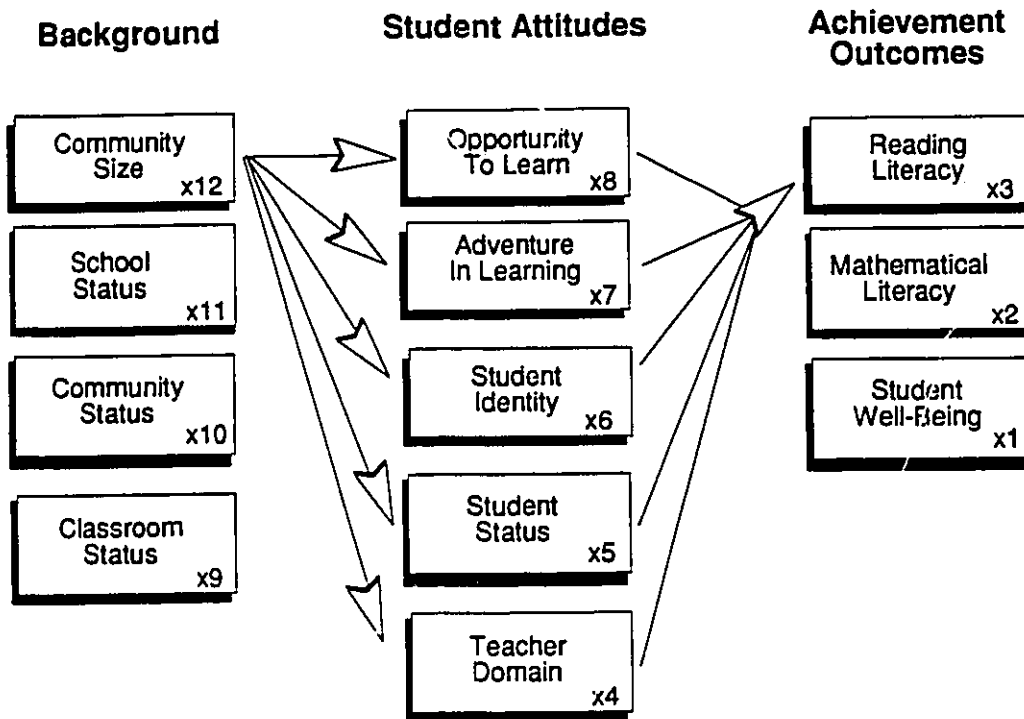 Background
Community
Size
x12
School
Status
x11
Community
Status
x10
Classroom
Status
x9
Student Attitudes
Opportunity
To Learn
x8
Adventure
In Learning
x7
Student
Identity
x6
Student
Status
x5
Teacher
Domain
x4
Achievement
Outcomes
Reading
Literacy
x3
Mathematical
Literacy
x2
Student
Well-Being
x1